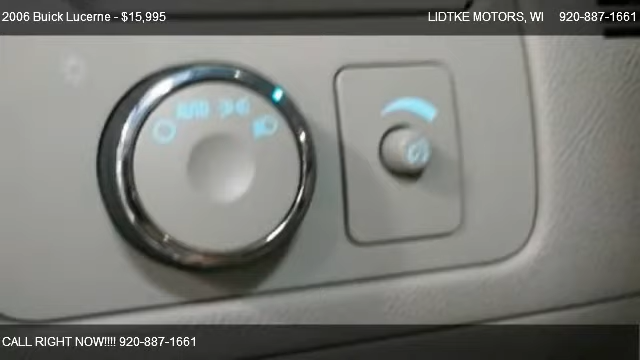 2006 Buick Lucerne - $15,995
LIDTKE MOTORS, WI 920-887-1661
AUTO
CALL RIGHT NOW!!!! 920-887-1661